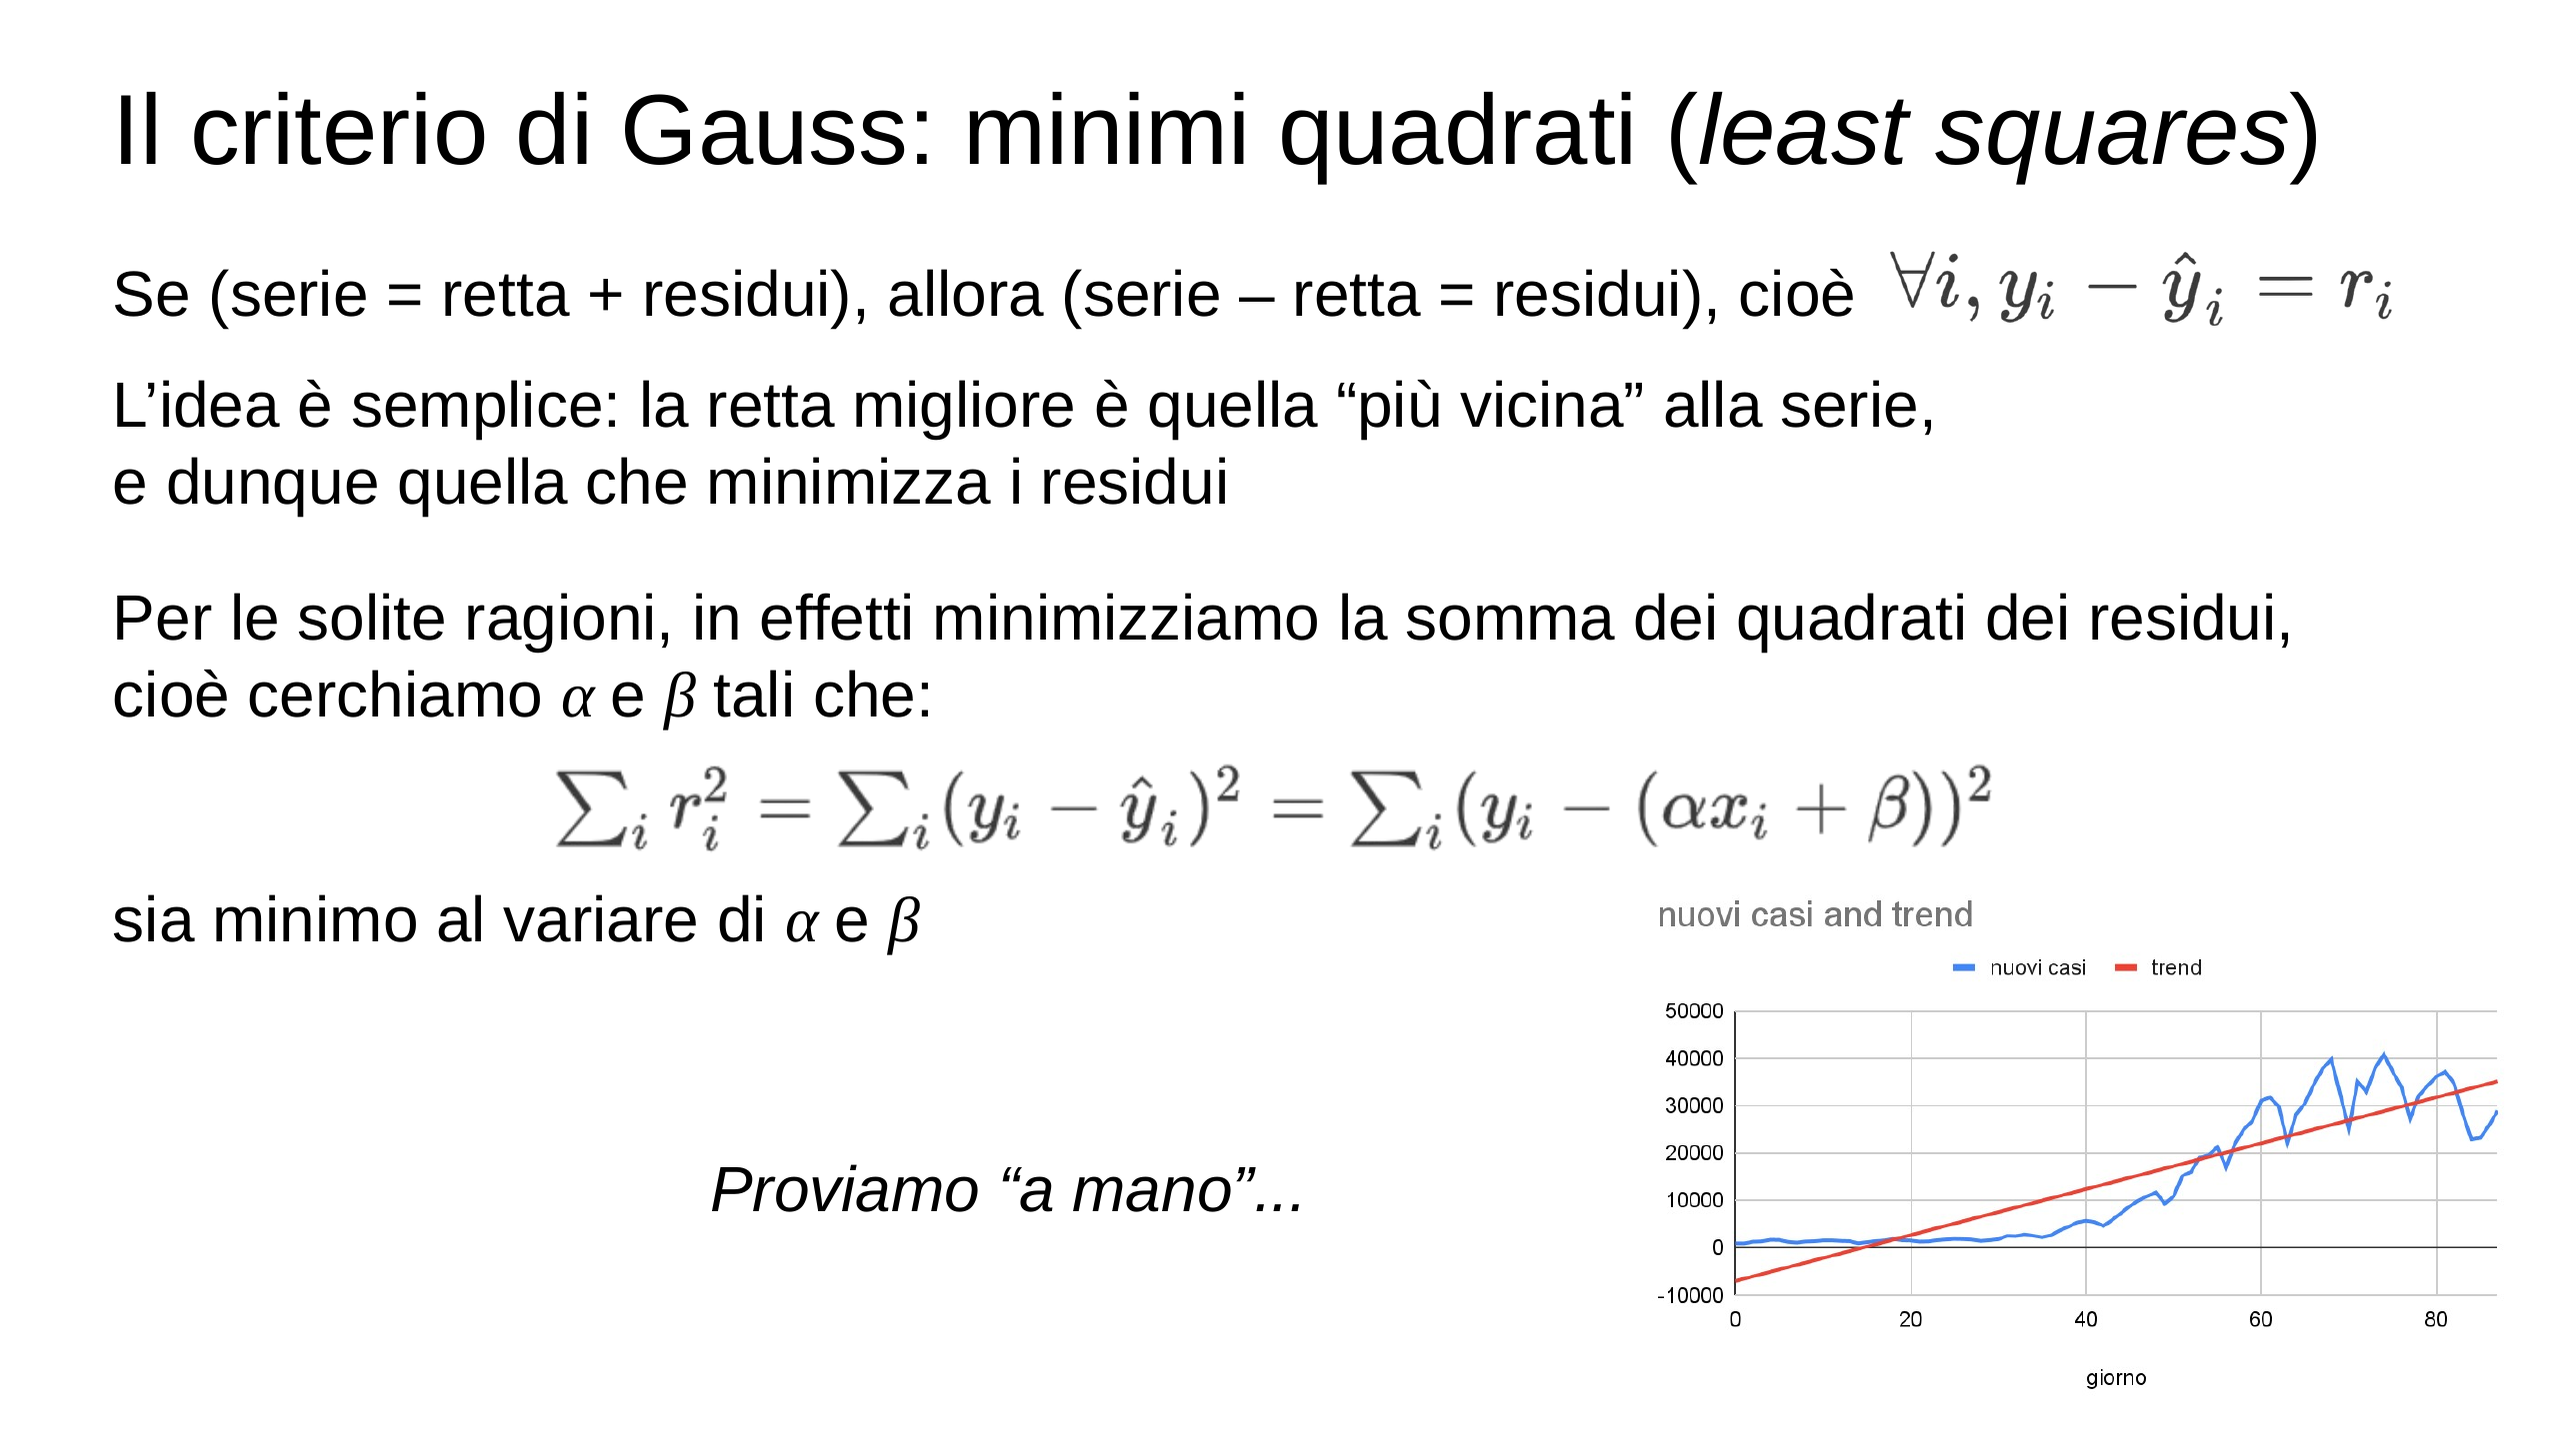 Il criterio di Gauss: minimi quadrati (least squares)
Se (serie = retta + residui), allora (serie – retta = residui), cioè ∀i, yᵢ − ŷᵢ = rᵢ
L’idea è semplice: la retta migliore è quella “più vicina” alla serie,
e dunque quella che minimizza i residui
Per le solite ragioni, in effetti minimizziamo la somma dei quadrati dei residui,
cioè cerchiamo α e β tali che:
∑ᵢ rᵢ² = ∑ᵢ(yᵢ − ŷᵢ)² = ∑ᵢ(yᵢ − (αxᵢ + β))²
sia minimo al variare di α e β
Proviamo “a mano”...
nuovi casi and trend
nuovi casi trend
50000
40000
30000
20000
10000
0
-10000
0 20 40 60 80
giorno